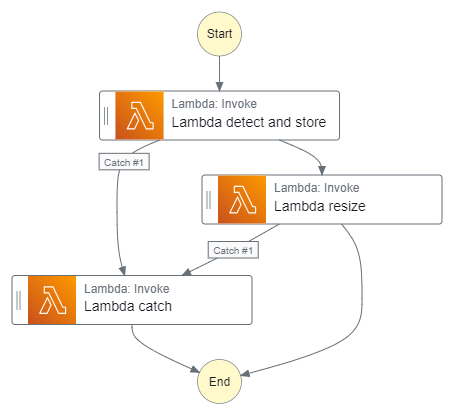 Start
Lambda: Invoke
Lambda detect and store
Catch #1
Lambda: Invoke
Lambda resize
Catch #1
Lambda: Invoke
Lambda catch
End